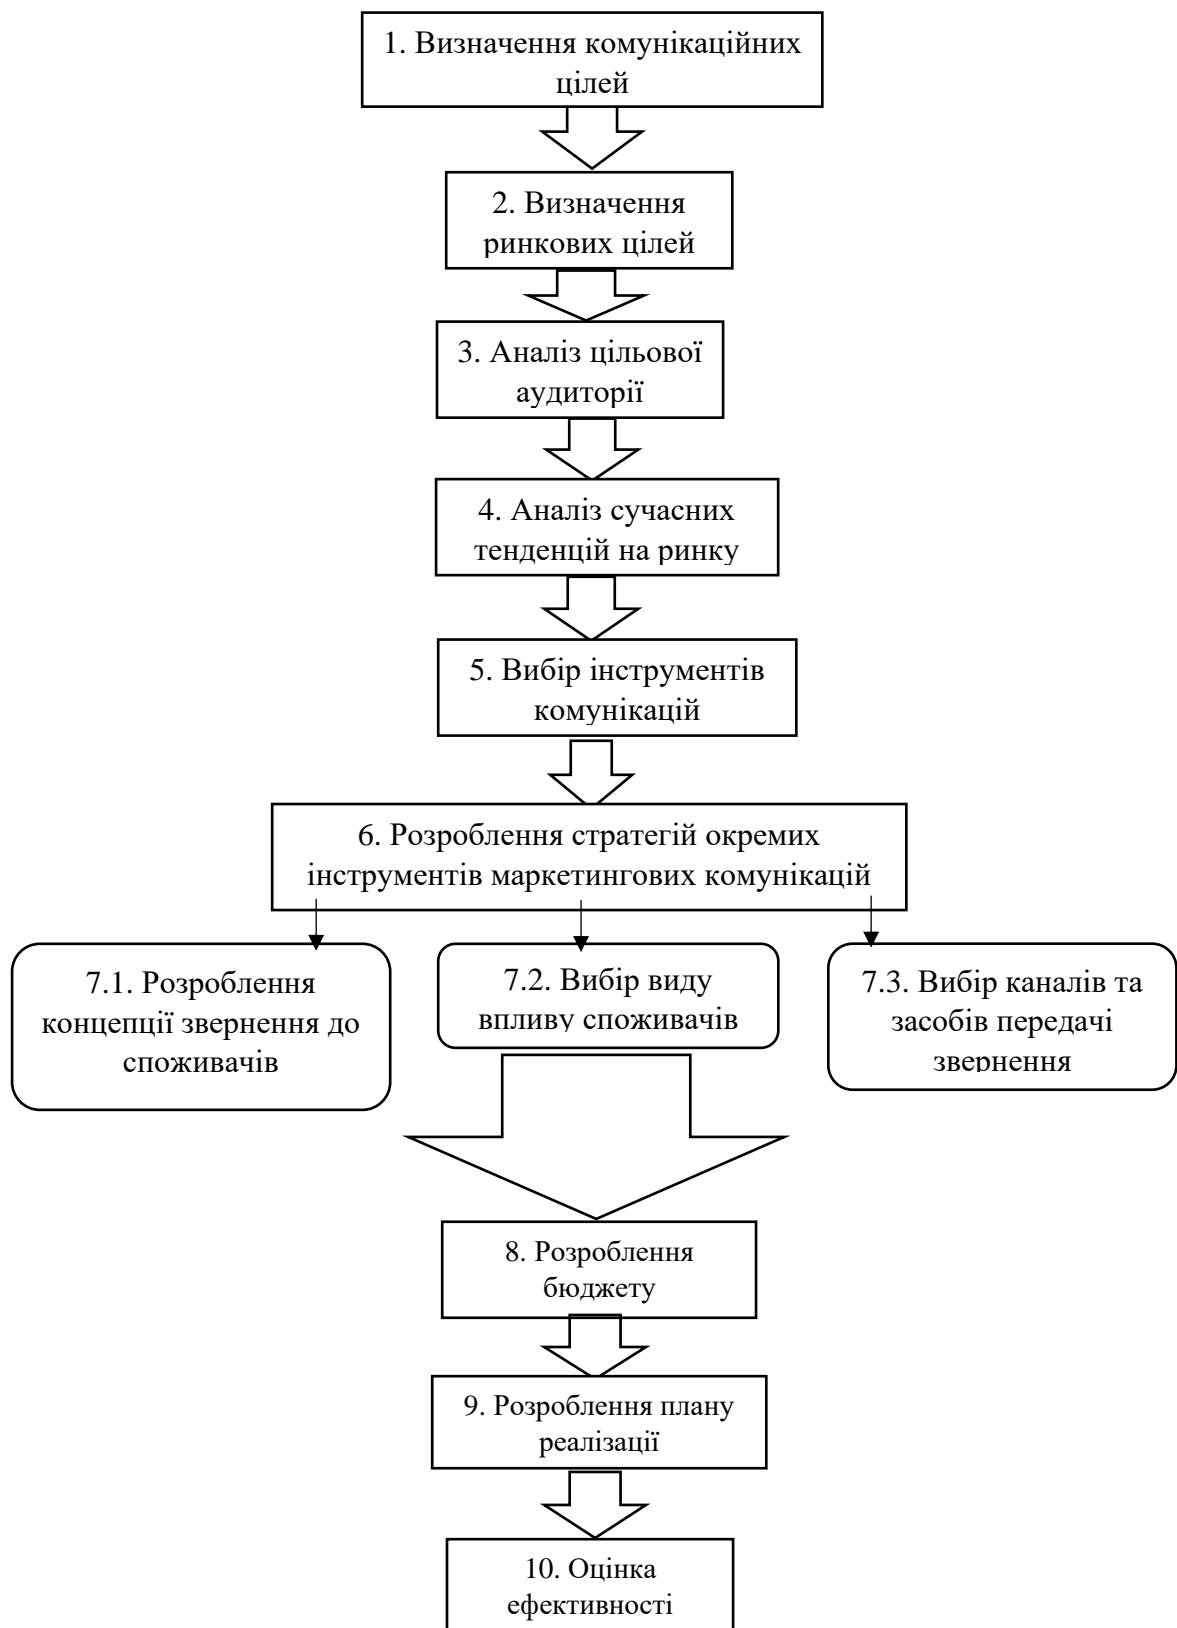 1. Визначення комунікаційних
цілей
2. Визначення
ринкових цілей
3. Аналіз цільової
аудиторії
4. Аналіз сучасних
тенденцій на ринку
5. Вибір інструментів
комунікацій
6. Розроблення стратегій окремих
інструментів маркетингових комунікацій
7.1. Розроблення
концепції звернення до
споживачів
7.2. Вибір виду
впливу споживачів
7.3. Вибір каналів та
засобів передачі
звернення
8. Розроблення
бюджету
9. Розроблення плану
реалізації
10. Оцінка
ефективності